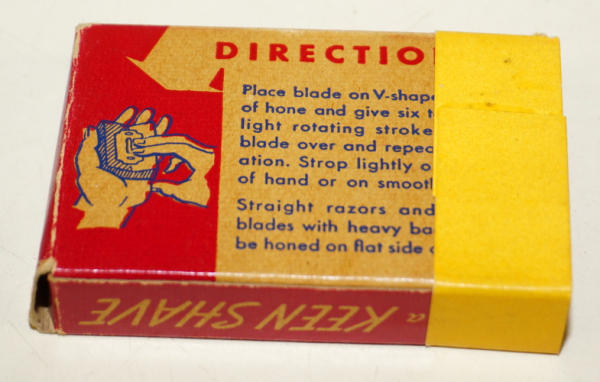 DIRECTIO
Place blade on V-shape
of hone and give six t
light rotating stroke
blade over and repea
ation. Strop lightly o
of hand or on smootl
Straight razors and
blades with heavy ba
be honed on flat side
a KEEN SHAVE